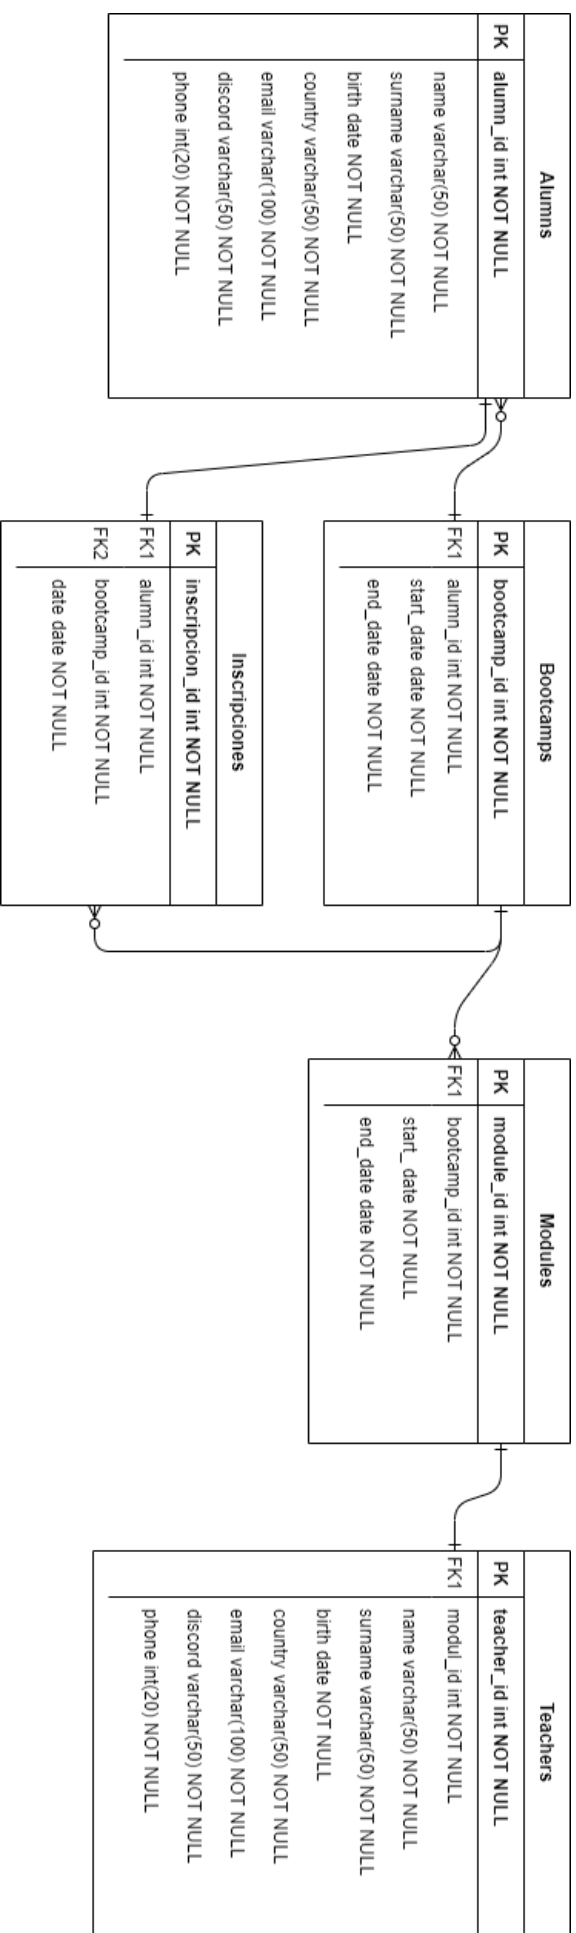 Alumns
PK alumn_id int NOT NULL
name varchar(50) NOT NULL
surname varchar(50) NOT NULL
birth date NOT NULL
country varchar(50) NOT NULL
email varchar(100) NOT NULL
discord varchar(50) NOT NULL
phone int(20) NOT NULL
Bootcamps
PK bootcamp_id int NOT NULL
FK1 alumn_id int NOT NULL
start_date date NOT NULL
end_date date NOT NULL
Inscripciones
PK inscripcion_id int NOT NULL
FK1 alumn_id int NOT NULL
FK2 bootcamp_id int NOT NULL
date date NOT NULL
Modules
PK module_id int NOT NULL
FK1 bootcamp_id int NOT NULL
start_ date NOT NULL
end_date date NOT NULL
Teachers
PK teacher_id int NOT NULL
FK1 modul_id int NOT NULL
name varchar(50) NOT NULL
surname varchar(50) NOT NULL
birth date NOT NULL
country varchar(50) NOT NULL
email varchar(100) NOT NULL
discord varchar(50) NOT NULL
phone int(20) NOT NULL